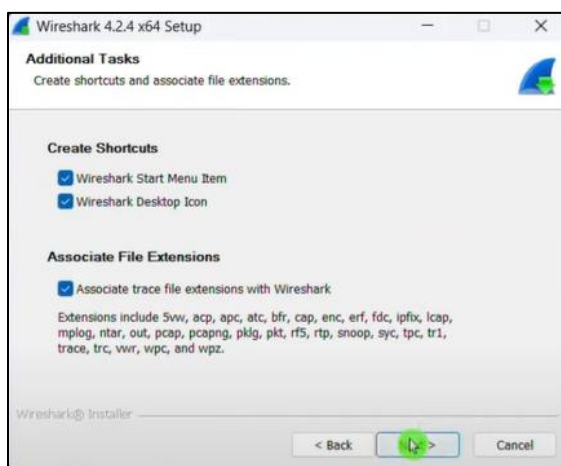 Wireshark 4.2.4 x64 Setup
Additional Tasks
Create shortcuts and associate file extensions.
Create Shortcuts
Wireshark Start Menu Item
Wireshark Desktop Icon
Associate File Extensions
Associate trace file extensions with Wireshark
Extensions include 5vw, acp, apc, atc, bfr, cap, enc, erf, fdc, ipfix, lcap,
mplog, ntar, out, pcap, pcapng, pklg, pkt, rf5, rtp, snoop, syc, tpc, tr1,
trace, trc, vwr, wpc, and wpz.
Wireshark® Installer
< Back Next > Cancel